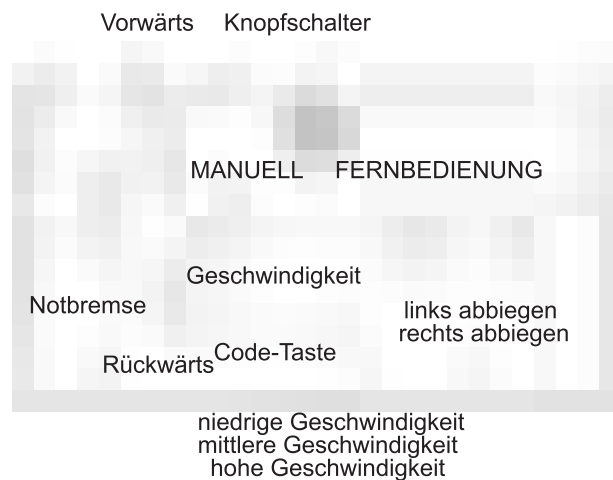 Vorwärts Knopfschalter
MANUELL FERNBEDIENUNG
Geschwindigkeit
Notbremse
links abbiegen
rechts abbiegen
Code-Taste
Rückwärts
niedrige Geschwindigkeit
mittlere Geschwindigkeit
hohe Geschwindigkeit